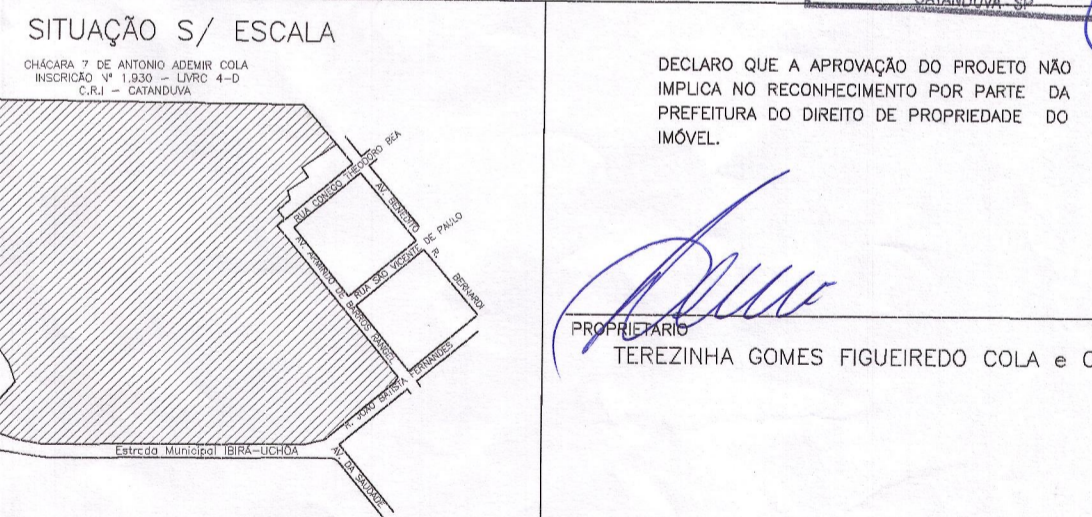 SITUAÇÃO S/ ESCALA
CHÁCARA 7 DE ANTONIO ADEMIR COLA
INSCRICÃO Nº 1.930 - LIVRO 4-D
C.R.I - CATANDUVA
RUA CONEGO THEODORO BEA
AV. BENEDITO
RUA SAO VICENTE DE PAULO
R. BERNARDI
AV. ARMINDO DE BARROS RANGEL
R. JOAO BATISTA FERNANDES
Estrada Municipal IBIRÁ-UCHÔA
AV. DA SAUDADE
CATANDUVA - SP
DECLARO QUE A APROVAÇÃO DO PROJETO NÃO
IMPLICA NO RECONHECIMENTO POR PARTE DA
PREFEITURA DO DIREITO DE PROPRIEDADE DO
IMÓVEL.
PROPRIETARIO
TEREZINHA GOMES FIGUEIREDO COLA e